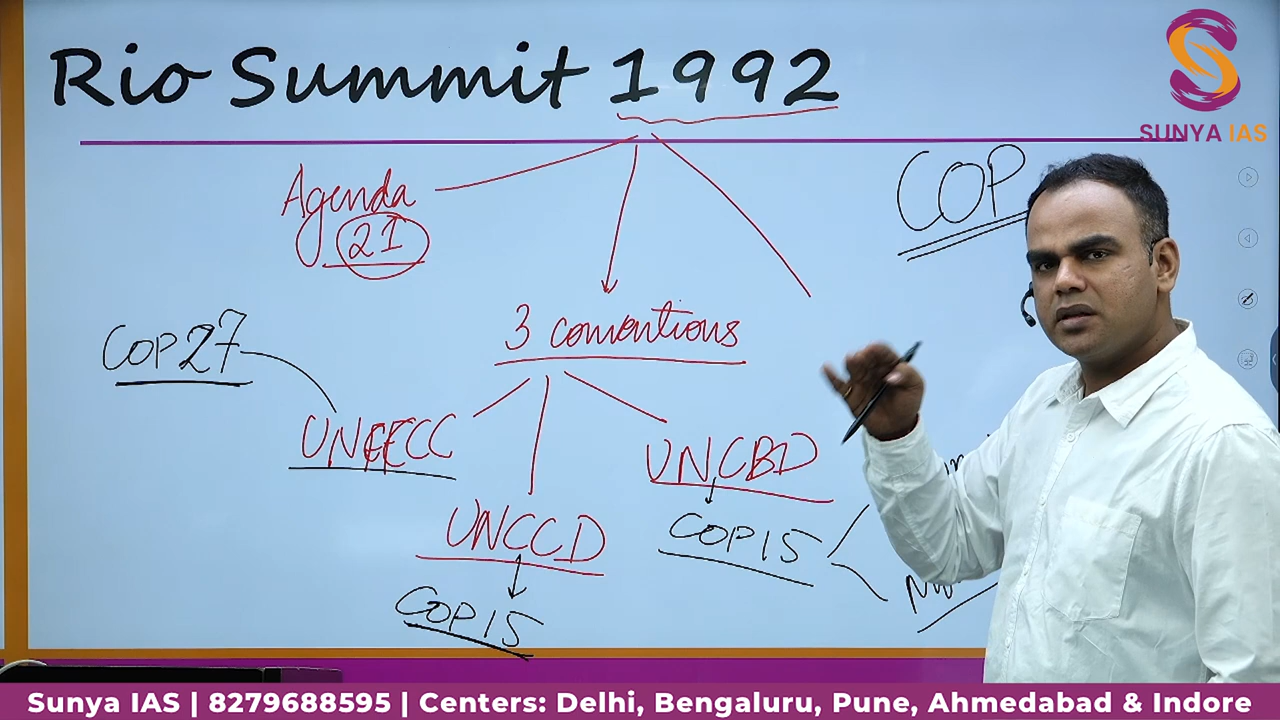 Rio Summit 1992
SUNYA IAS
COP
Agenda
21
3 conventions
COP27
UNFFCC
UNCBD
UNCCD
COP15
COP15
Sunya IAS | 8279688595 | Centers: Delhi, Bengaluru, Pune, Ahmedabad & Indore